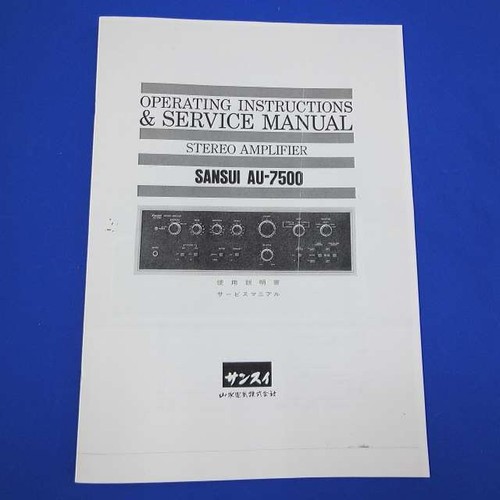 OPERATING INSTRUCTIONS
& SERVICE MANUAL
STEREO AMPLIFIER
SANSUI AU-7500
使用説明書
サービスマニアル
サンスイ
山水電気株式会社